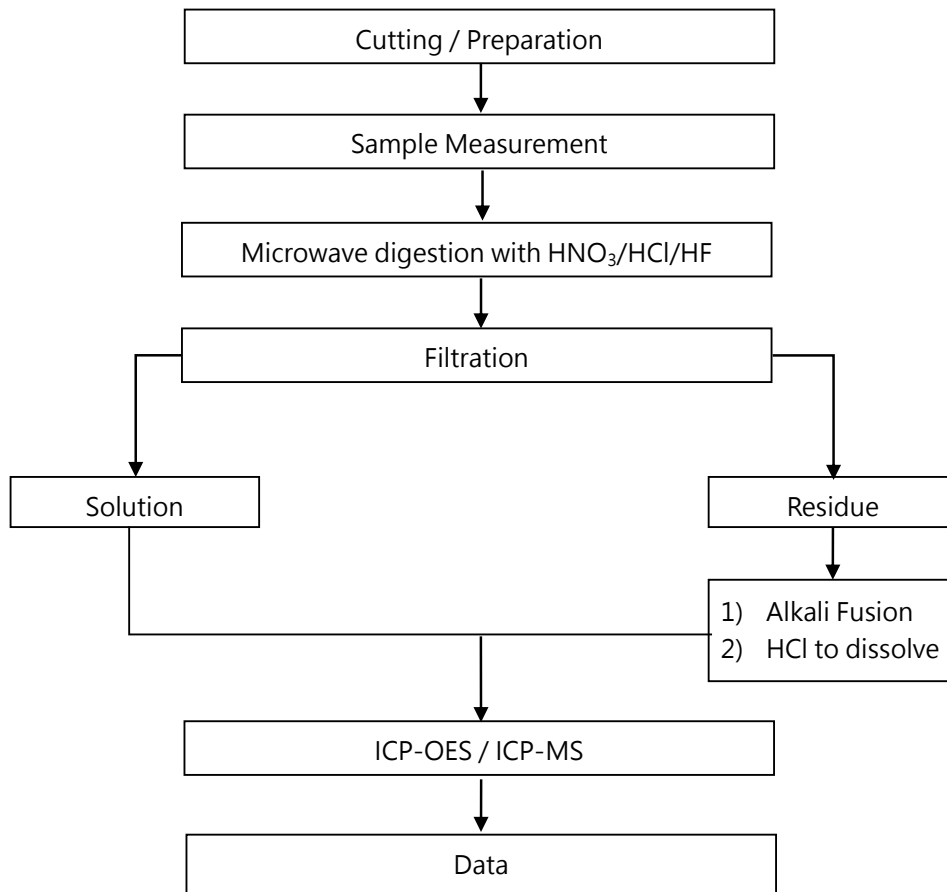 Cutting / Preparation
Sample Measurement
Microwave digestion with HNO₃/HCl/HF
Filtration
Solution
Residue
1) Alkali Fusion
2) HCl to dissolve
ICP-OES / ICP-MS
Data